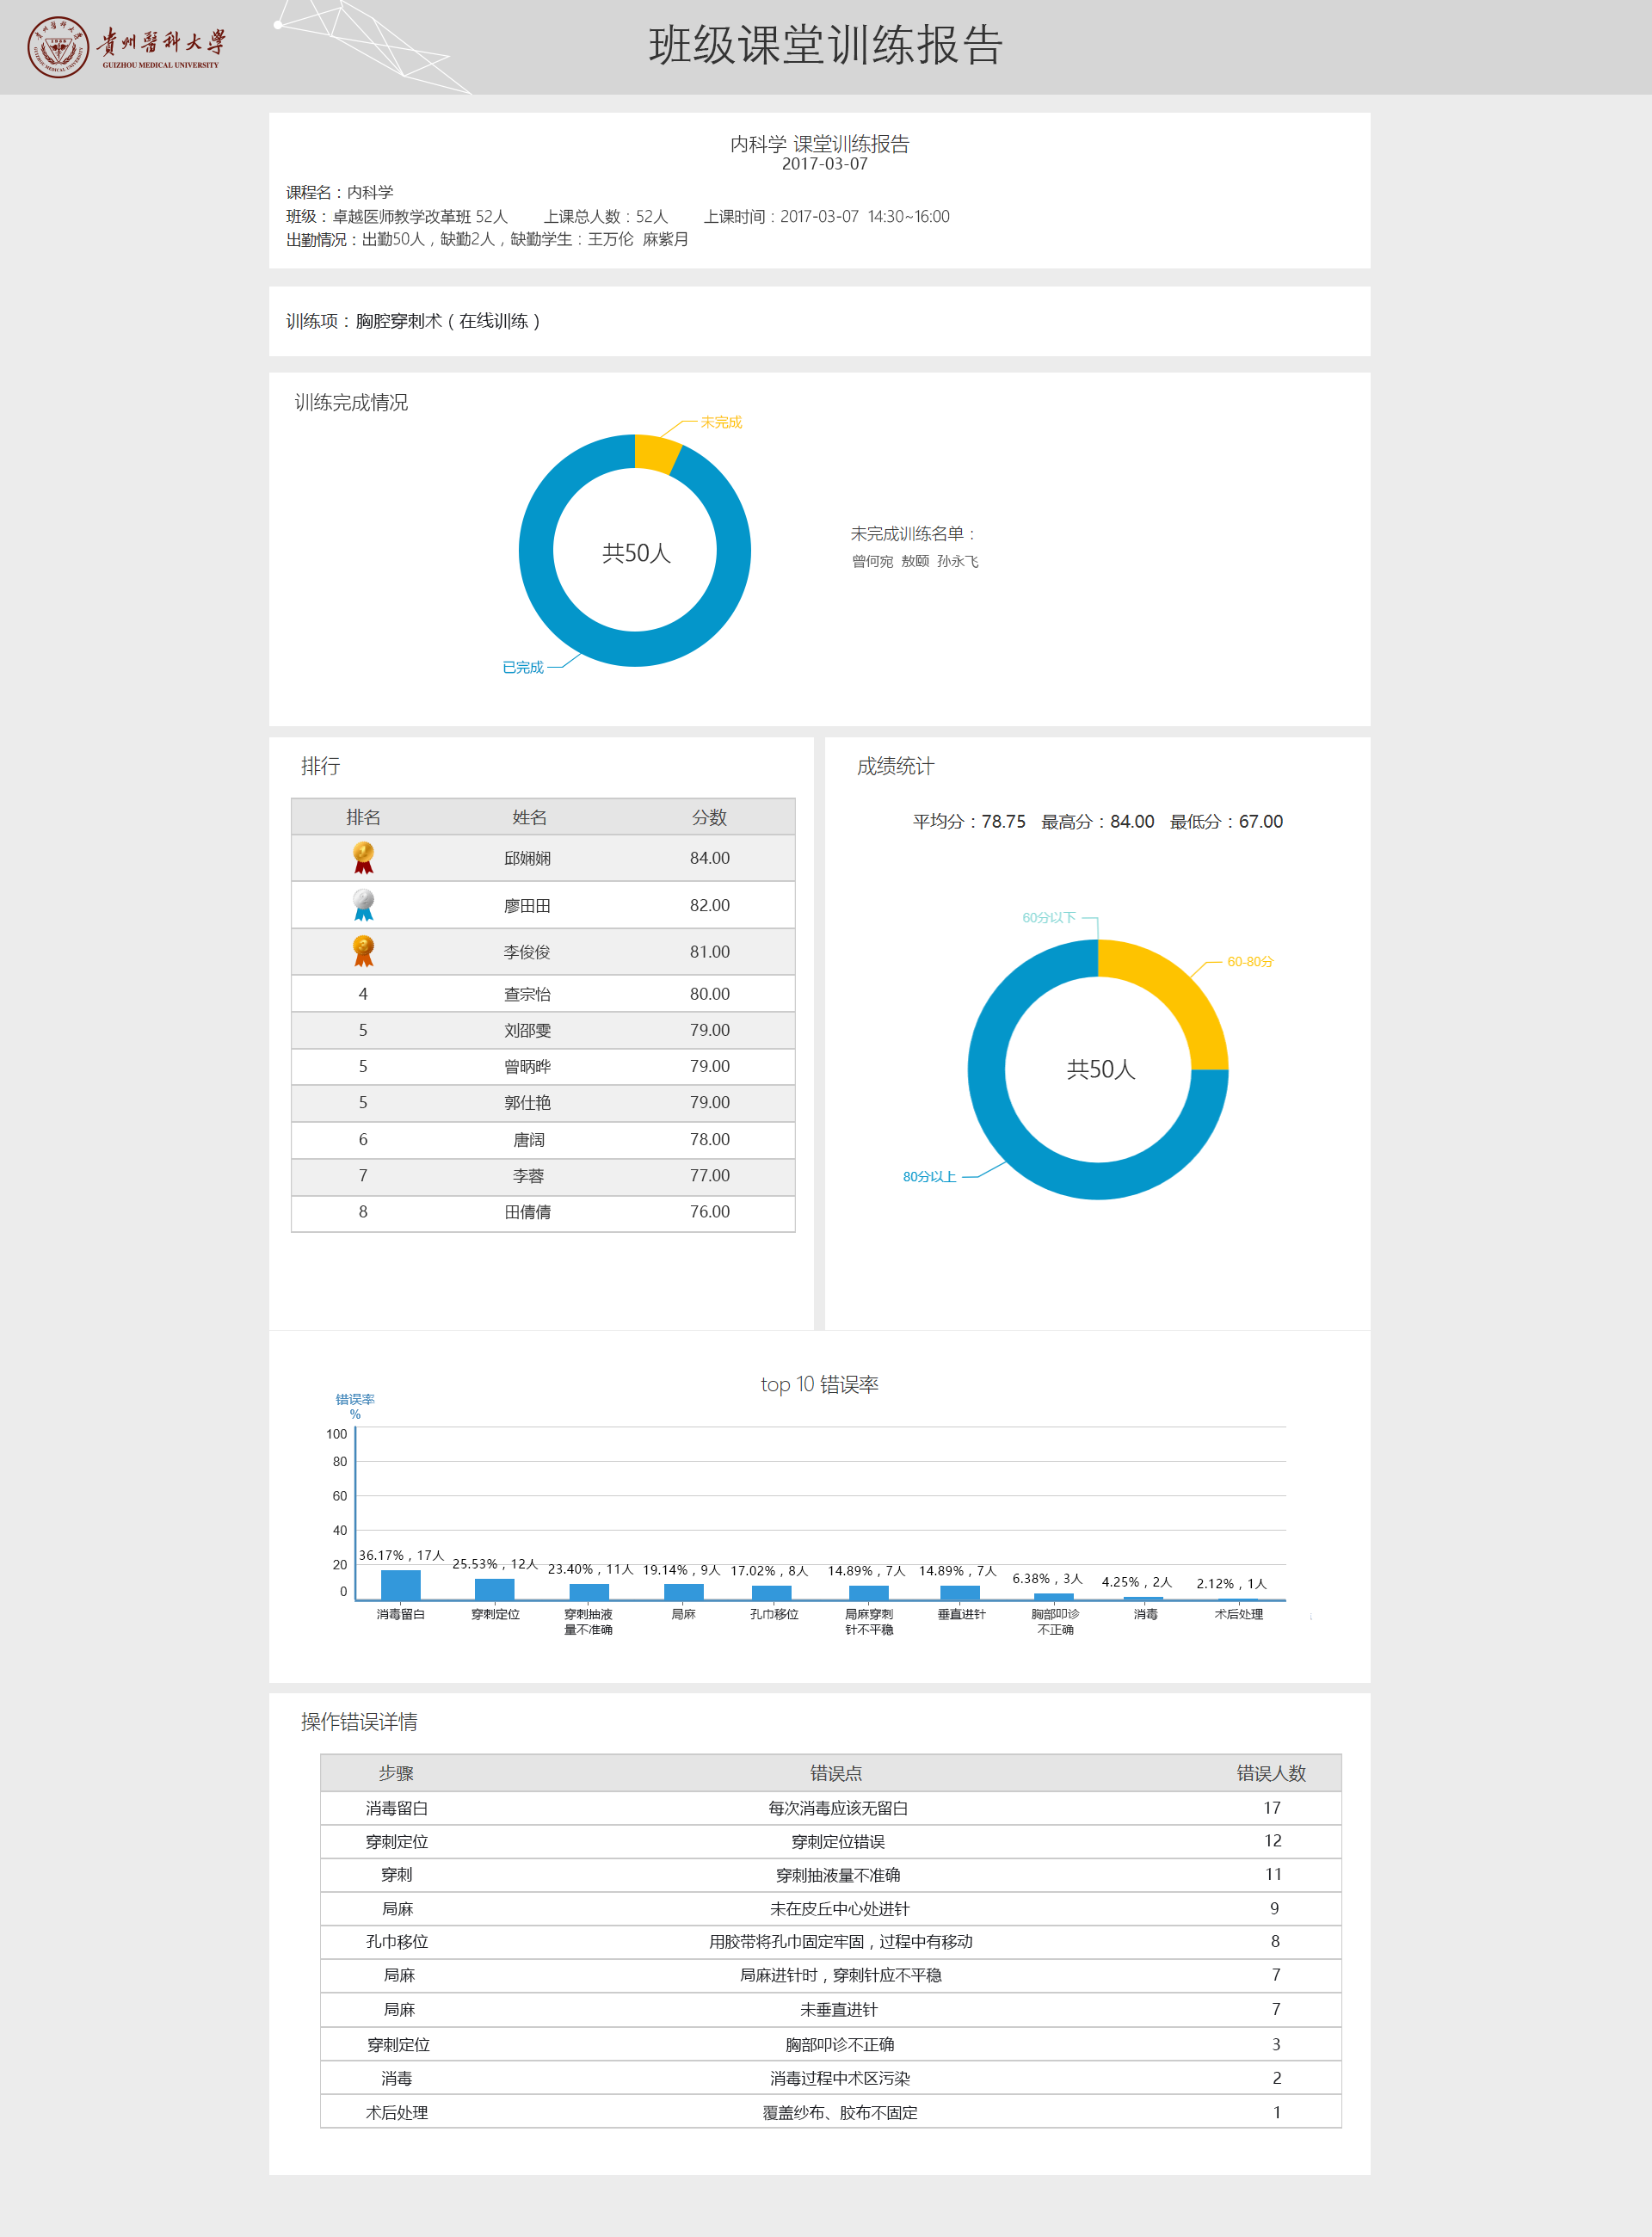 貴州醫科大學
GUIZHOU MEDICAL UNIVERSITY
班级课堂训练报告
内科学 课堂训练报告
2017-03-07
课程名：内科学
班级：卓越医师教学改革班 52人 上课总人数：52人 上课时间：2017-03-07 14:30~16:00
出勤情况：出勤50人，缺勤2人，缺勤学生：王万伦 麻紫月
训练项：胸腔穿刺术（在线训练）
训练完成情况
未完成
共50人
已完成
未完成训练名单：
曾何宛 敖颐 孙永飞
排行
排名 姓名 分数
1 邱娴娴 84.00
2 廖田田 82.00
3 李俊俊 81.00
4 查宗怡 80.00
5 刘邵雯 79.00
5 曾昞晔 79.00
5 郭仕艳 79.00
6 唐阔 78.00
7 李蓉 77.00
8 田倩倩 76.00
成绩统计
平均分：78.75 最高分：84.00 最低分：67.00
60分以下
60-80分
共50人
80分以上
top 10 错误率
错误率
%
100
80
60
40
20
0
36.17%，17人 25.53%，12人 23.40%，11人 19.14%，9人 17.02%，8人 14.89%，7人 14.89%，7人 6.38%，3人 4.25%，2人 2.12%，1人
消毒留白 穿刺定位 穿刺抽液 局麻 孔巾移位 局麻穿刺 垂直进针 胸部叩诊 消毒 术后处理
量不准确 针不平稳 不正确
操作错误详情
步骤 错误点 错误人数
消毒留白 每次消毒应该无留白 17
穿刺定位 穿刺定位错误 12
穿刺 穿刺抽液量不准确 11
局麻 未在皮丘中心处进针 9
孔巾移位 用胶带将孔巾固定牢固，过程中有移动 8
局麻 局麻进针时，穿刺针应不平稳 7
局麻 未垂直进针 7
穿刺定位 胸部叩诊不正确 3
消毒 消毒过程中术区污染 2
术后处理 覆盖纱布、胶布不固定 1